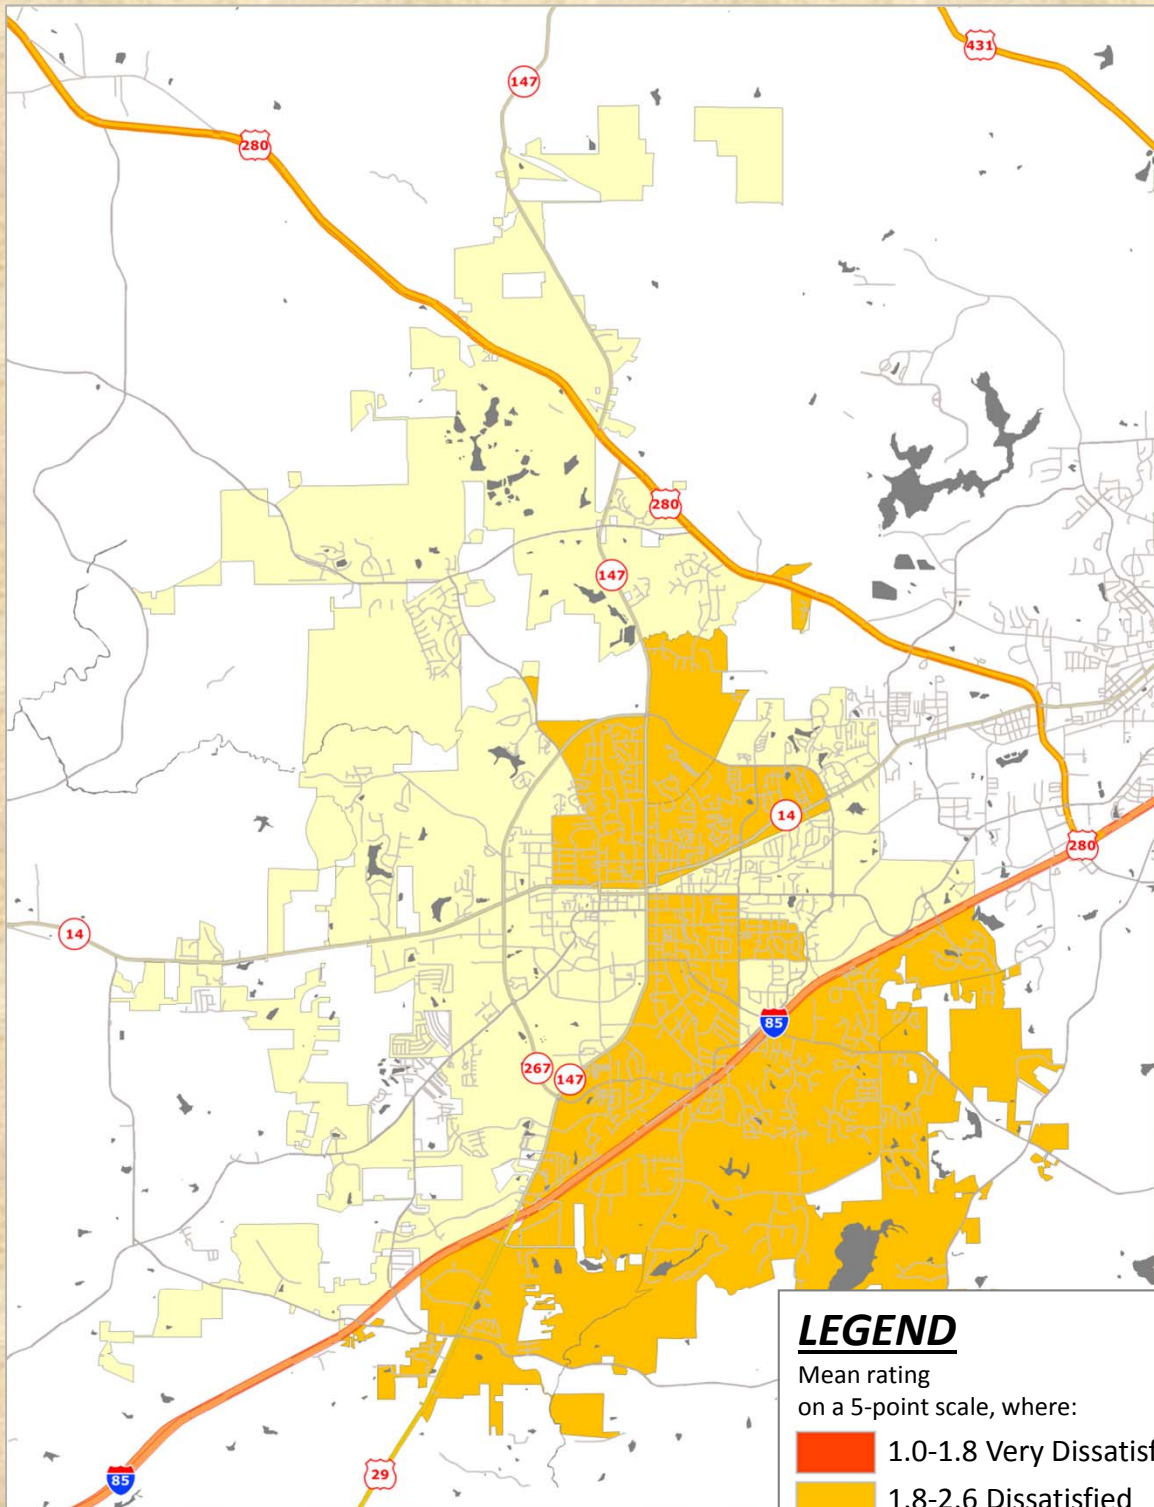 431
147
280
280
147
14
280
14
85
267
147
LEGEND
Mean rating
on a 5-point scale, where:
1.0-1.8 Very Dissatisf
1.8-2.6 Dissatisfied
29
85